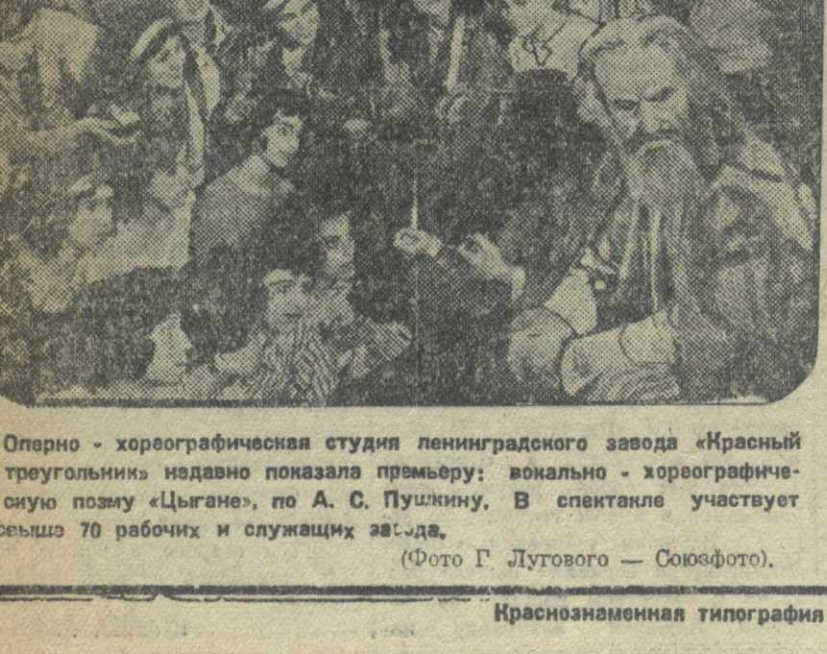 Оперно - хореографическая студия ленинградского завода «Красный
треугольник» недавно показала премьеру: вокально - хореографиче-
скую поэму «Цыгане», по А. С. Пушкину. В спектакле участвует
свыше 70 рабочих и служащих завода.
(Фото Г. Лугового — Союзфото).
Краснознаменная типография